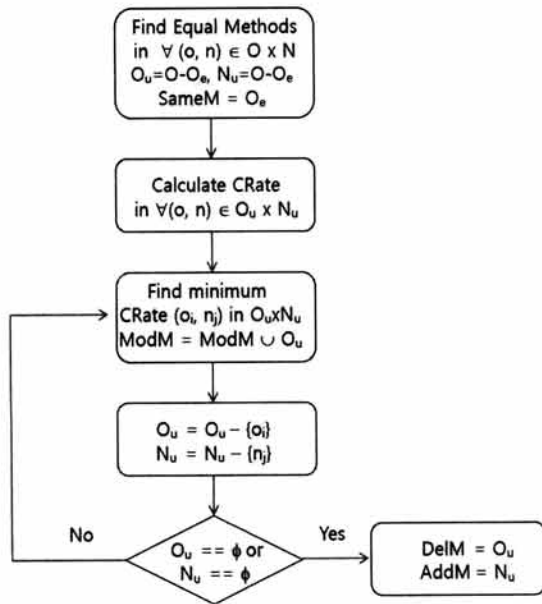 Find Equal Methods
in ∀ (o, n) ∈ O x N
Oᵤ=O-Oₑ, Nᵤ=O-Oₑ
SameM = Oₑ
Calculate CRate
in ∀(o, n) ∈ Oᵤ x Nᵤ
Find minimum
CRate (oᵢ, nⱼ) in OᵤxNᵤ
ModM = ModM ∪ Oᵤ
Oᵤ = Oᵤ – {oᵢ}
Nᵤ = Nᵤ – {nⱼ}
No
Oᵤ == ϕ or
Nᵤ == ϕ
Yes
DelM = Oᵤ
AddM = Nᵤ